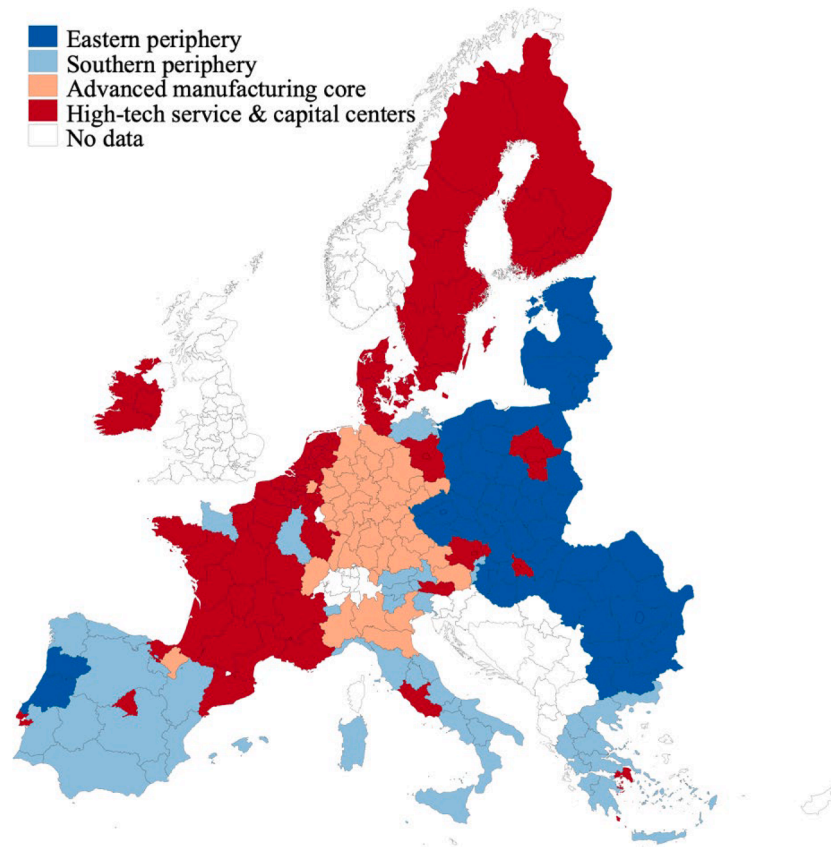 Eastern periphery
Southern periphery
Advanced manufacturing core
High-tech service & capital centers
No data